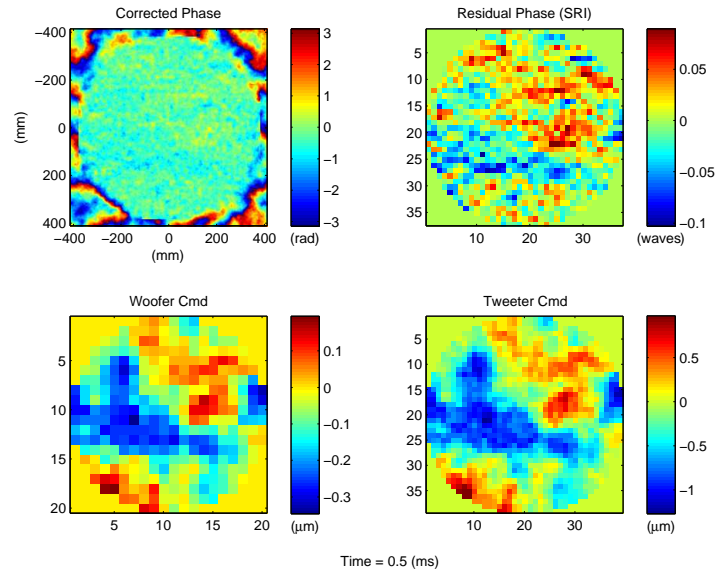 Corrected Phase
−400
−200
0
200
400
(mm)
−400 −200 0 200 400
(mm)
3
2
1
0
−1
−2
−3
(rad)
Residual Phase (SRI)
5
10
15
20
25
30
35
10 20 30
0.05
0
−0.05
−0.1
(waves)
Woofer Cmd
5
10
15
20
5 10 15 20
0.1
0
−0.1
−0.2
−0.3
(μm)
Tweeter Cmd
5
10
15
20
25
30
35
10 20 30
0.5
0
−0.5
−1
(μm)
Time = 0.5 (ms)